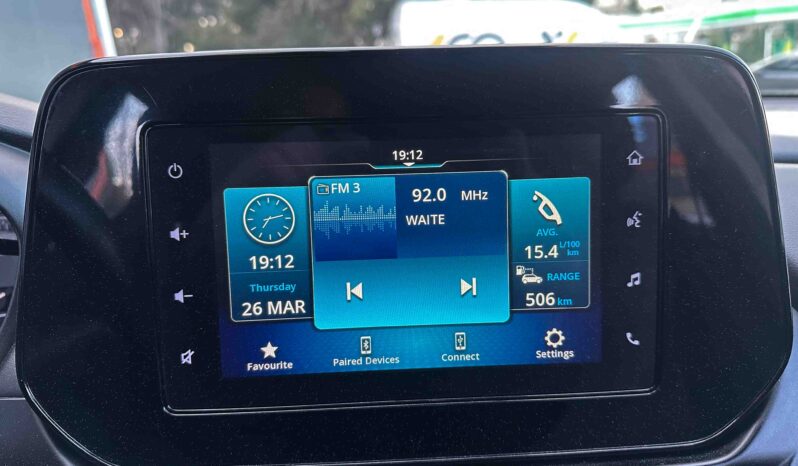 19:12
FM 3
92.0 MHz
WAITE
19:12
Thursday
26 MAR
AVG.
15.4 L/100 km
RANGE
506 km
Favourite
Paired Devices
Connect
Settings